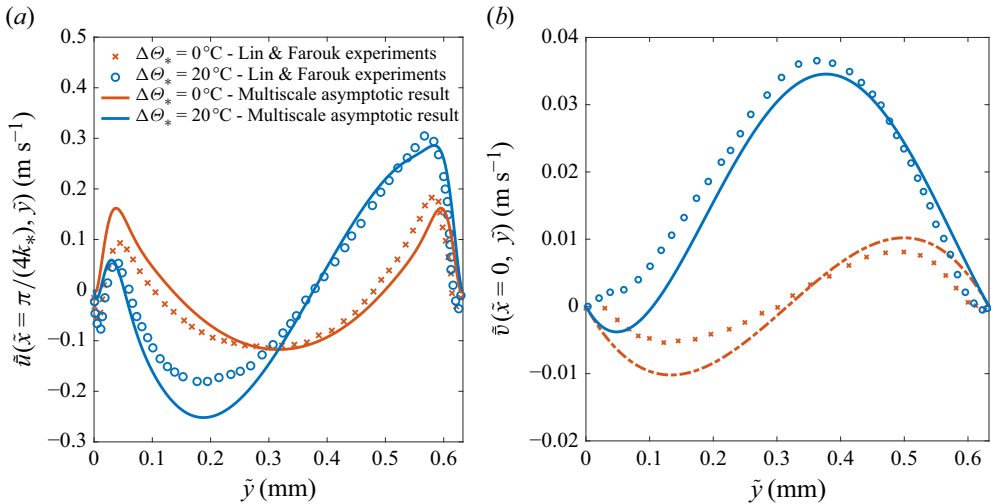 (a)
0.5
0.4
0.3
0.2
0.1
0
−0.1
−0.2
−0.3
ũ(x̃ = π/(4k*), ỹ) (m s⁻¹)
ΔΘ* = 0 °C - Lin & Farouk experiments
ΔΘ* = 20 °C - Lin & Farouk experiments
ΔΘ* = 0 °C - Multiscale asymptotic result
ΔΘ* = 20 °C - Multiscale asymptotic result
0 0.1 0.2 0.3 0.4 0.5 0.6
ỹ (mm)
(b)
0.04
0.03
0.02
0.01
0
−0.01
−0.02
ṽ(x̃ = 0, ỹ) (m s⁻¹)
0 0.1 0.2 0.3 0.4 0.5 0.6
ỹ (mm)